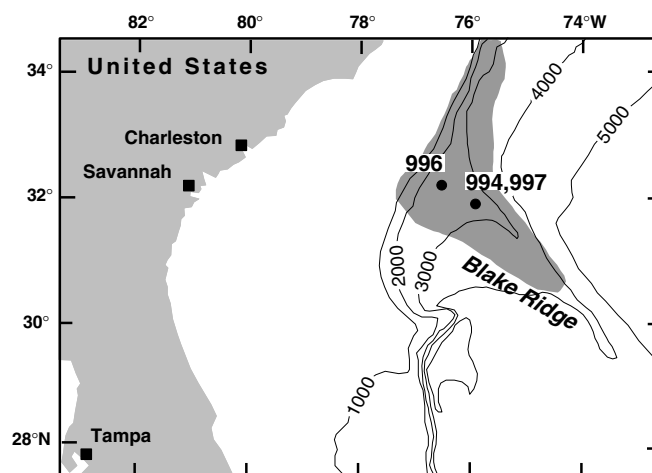 82° 80° 78° 76° 74°W
34°
United States
4000
5000
Charleston
996
Savannah
994,997
32°
2000
3000
Blake Ridge
30°
1000
Tampa
28°N